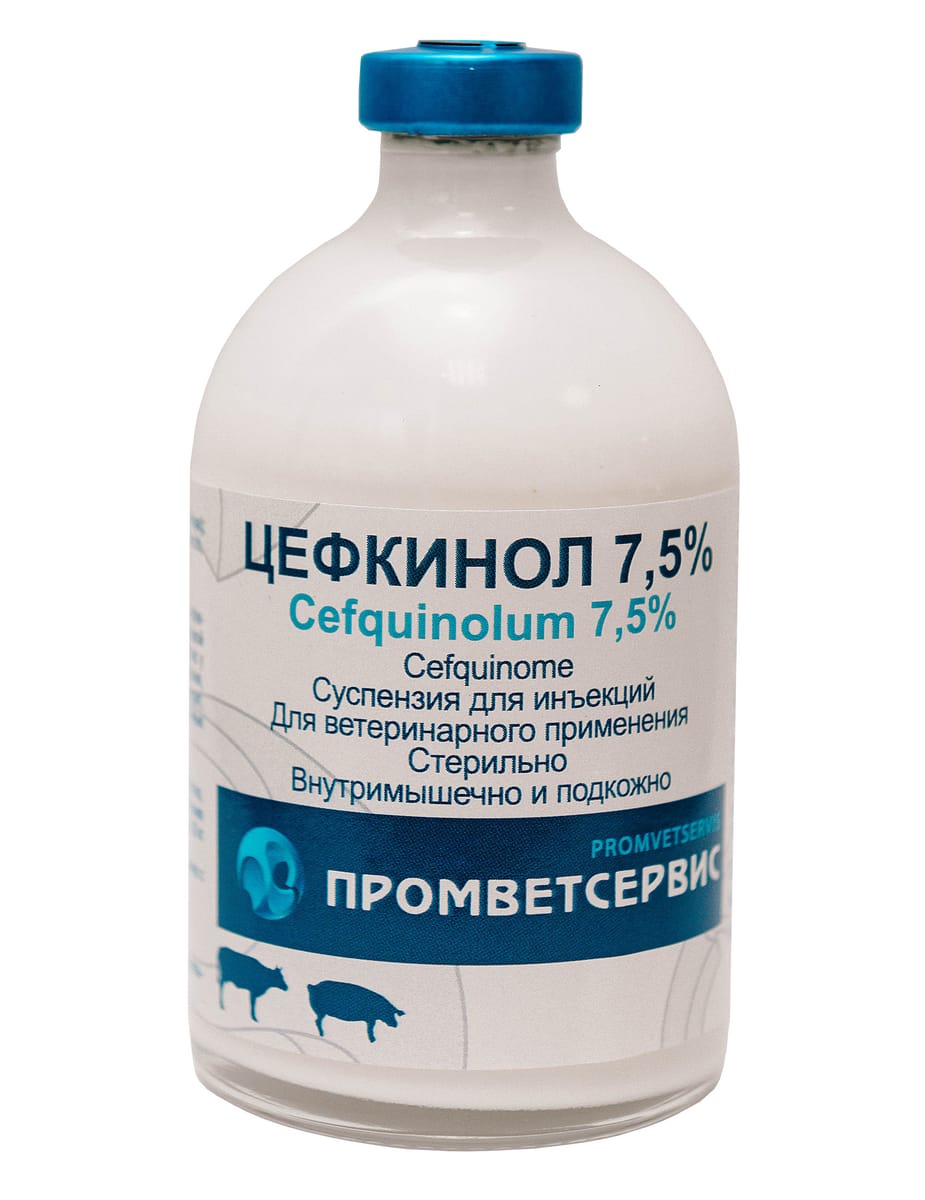 ЦЕФКИНОЛ 7,5%
Cefquinolum 7,5%
Cefquinome
Суспензия для инъекций
Для ветеринарного применения
Стерильно
Внутримышечно и подкожно
PROMVETSERVIS
ПРОМВЕТСЕРВИС